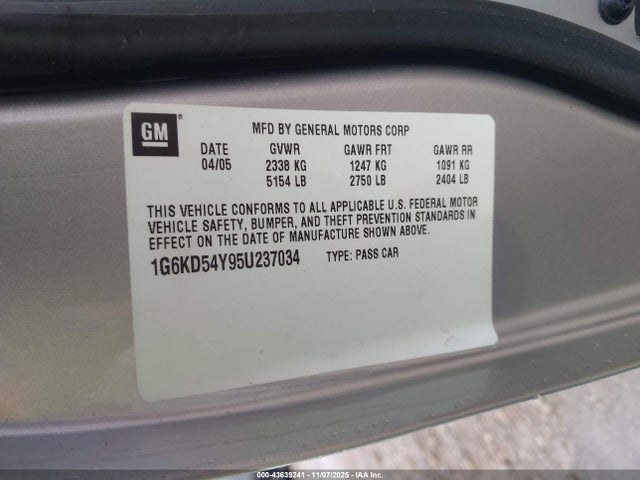 GM
MFD BY GENERAL MOTORS CORP
DATE GVWR GAWR FRT GAWR RR
04/05 2338 KG 1247 KG 1091 KG
5154 LB 2750 LB 2404 LB
THIS VEHICLE CONFORMS TO ALL APPLICABLE U.S. FEDERAL MOTOR
VEHICLE SAFETY, BUMPER, AND THEFT PREVENTION STANDARDS IN
EFFECT ON THE DATE OF MANUFACTURE SHOWN ABOVE.
1G6KD54Y95U237034 TYPE: PASS CAR
000-43639241 - 11/07/2025 - IAA Inc.